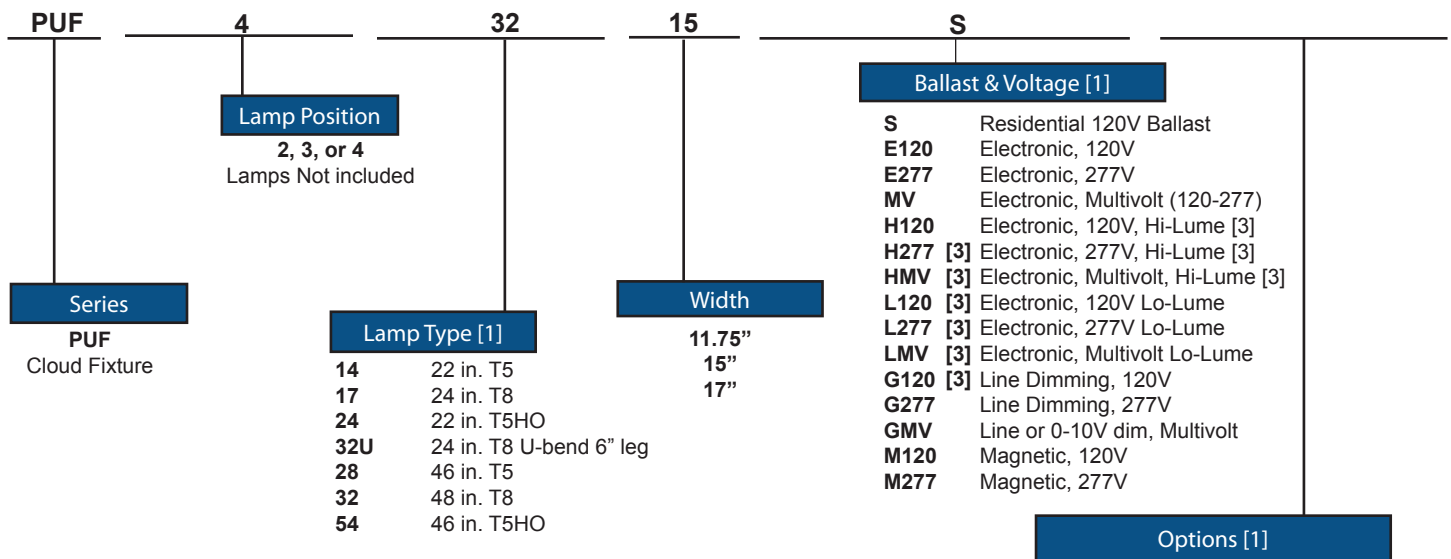 PUF 4 32 15 S
Ballast & Voltage [1]
S Residential 120V Ballast
E120 Electronic, 120V
E277 Electronic, 277V
MV Electronic, Multivolt (120-277)
H120 Electronic, 120V, Hi-Lume [3]
H277 [3] Electronic, 277V, Hi-Lume [3]
HMV [3] Electronic, Multivolt, Hi-Lume [3]
L120 [3] Electronic, 120V Lo-Lume
L277 [3] Electronic, 277V Lo-Lume
LMV [3] Electronic, Multivolt Lo-Lume
G120 [3] Line Dimming, 120V
G277 Line Dimming, 277V
GMV Line or 0-10V dim, Multivolt
M120 Magnetic, 120V
M277 Magnetic, 277V
Lamp Position
2, 3, or 4
Lamps Not included
Series
PUF
Cloud Fixture
Lamp Type [1]
14 22 in. T5
17 24 in. T8
24 22 in. T5HO
32U 24 in. T8 U-bend 6” leg
28 46 in. T5
32 48 in. T8
54 46 in. T5HO
Width
11.75”
15”
17”
Options [1]